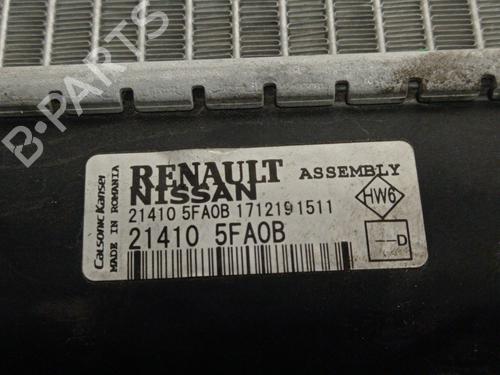 B-PARTS
RENAULT
NISSAN
ASSEMBLY
21410 5FA0B 1712191511
21410 5FA0B
HW6
D
Calsonic Kansei
MADE IN ROMANIA